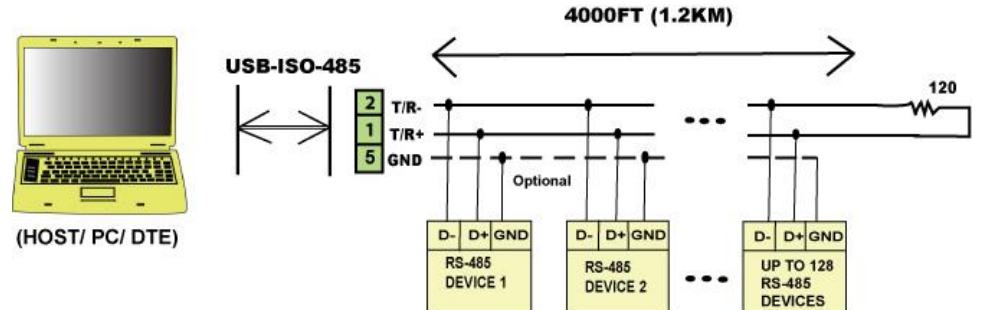 4000FT (1.2KM)
USB-ISO-485
120
2 T/R-
1 T/R+
5 GND
Optional
(HOST/ PC/ DTE)
D- D+ GND
RS-485
DEVICE 1
D- D+ GND
RS-485
DEVICE 2
D- D+ GND
UP TO 128
RS-485
DEVICES